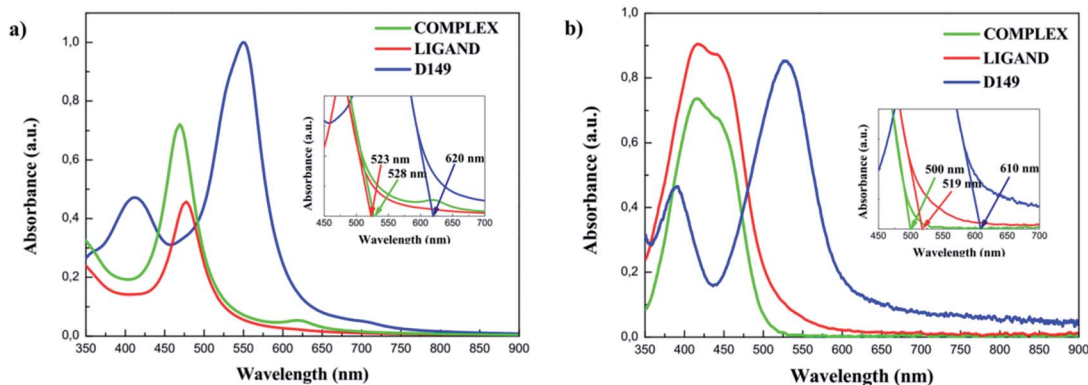 a)
COMPLEX
LIGAND
D149
1,0
0,8
0,6
0,4
0,2
0,0
Absorbance (a.u.)
350 400 450 500 550 600 650 700 750 800 850 900
Wavelength (nm)
Absorbance (a.u.)
523 nm
528 nm
620 nm
450 500 550 600 650 700
Wavelength (nm)
b)
COMPLEX
LIGAND
D149
1,0
0,8
0,6
0,4
0,2
0,0
Absorbance (a.u.)
350 400 450 500 550 600 650 700 750 800 850 900
Wavelength (nm)
Absorbance (a.u.)
500 nm
519 nm
610 nm
450 500 550 600 650 700
Wavelength (nm)